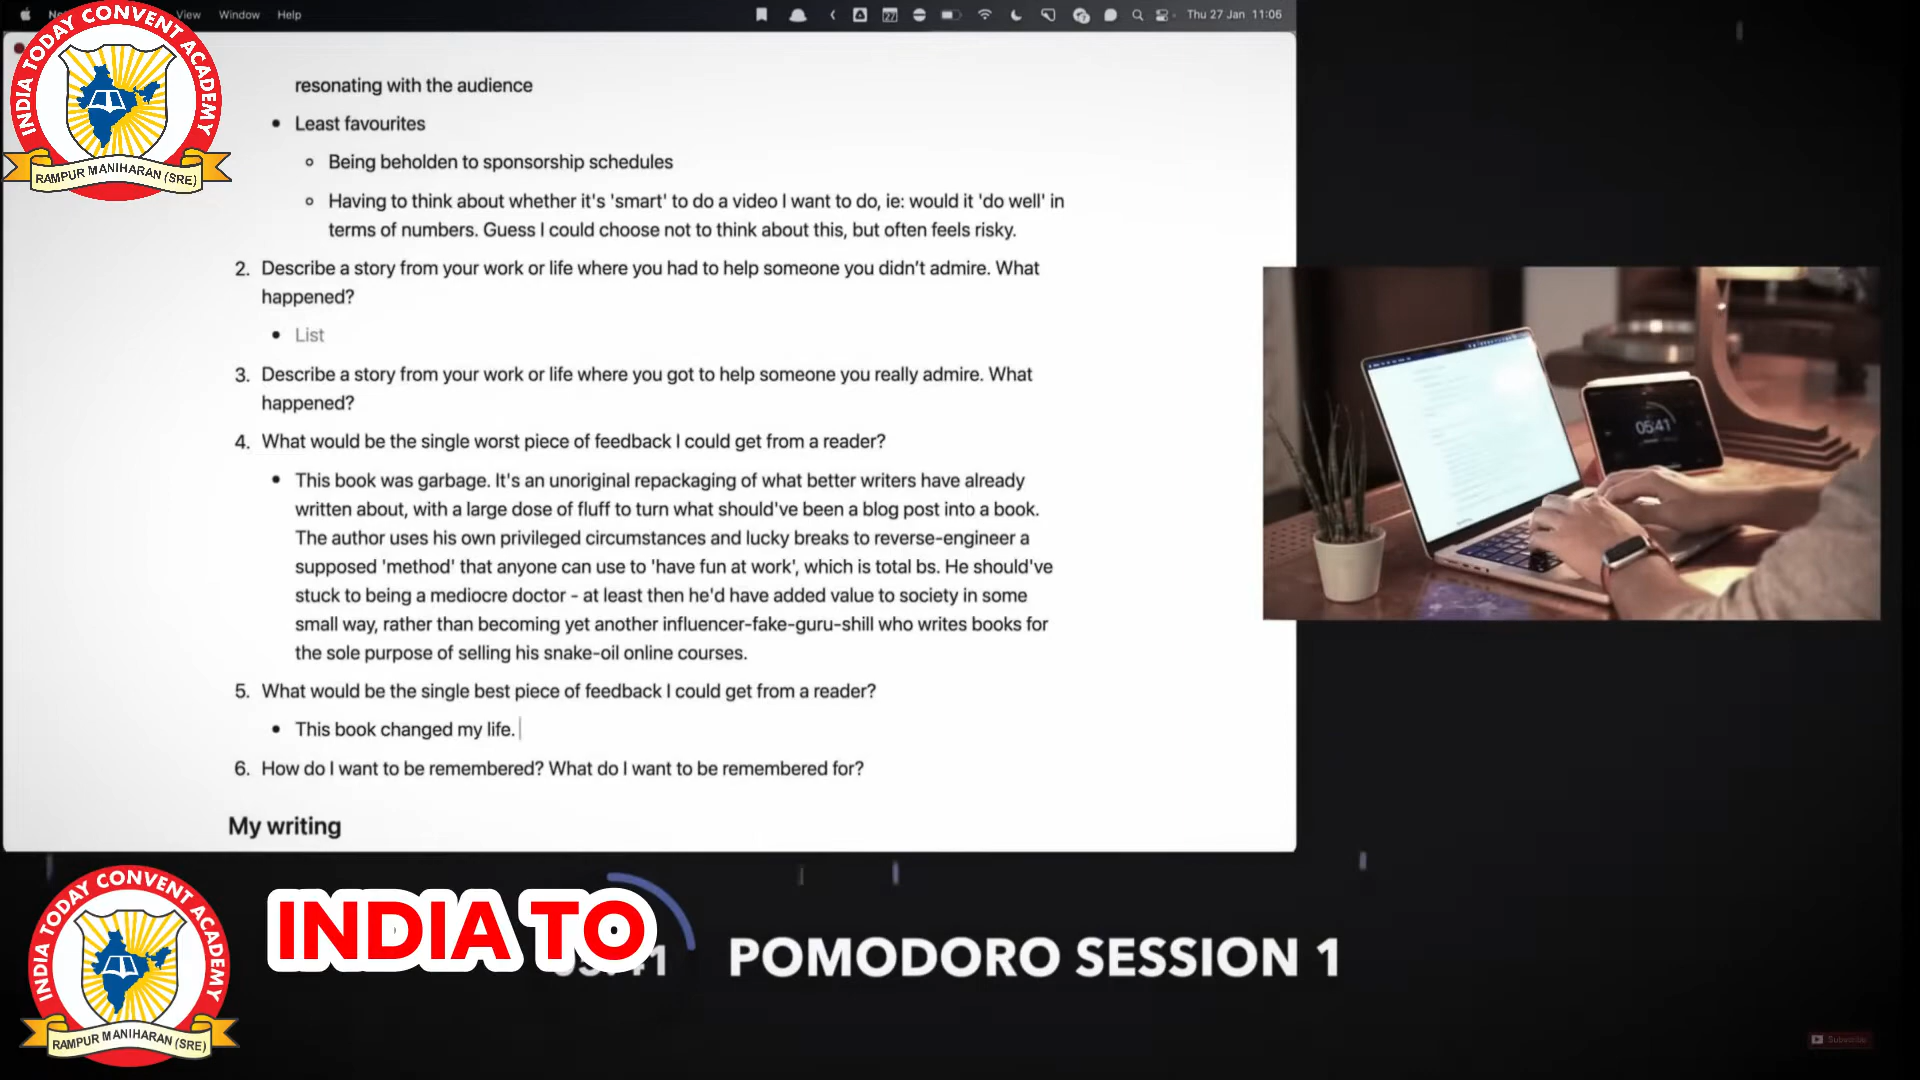 View Window Help
27
Thu 27 Jan 11:06
INDIA TODAY CONVENT ACADEMY
RAMPUR MANIHARAN (SRE)
resonating with the audience
• Least favourites
Being beholden to sponsorship schedules
Having to think about whether it's 'smart' to do a video I want to do, ie: would it 'do well' in
terms of numbers. Guess I could choose not to think about this, but often feels risky.
2. Describe a story from your work or life where you had to help someone you didn’t admire. What
happened?
• List
3. Describe a story from your work or life where you got to help someone you really admire. What
happened?
4. What would be the single worst piece of feedback I could get from a reader?
• This book was garbage. It's an unoriginal repackaging of what better writers have already
written about, with a large dose of fluff to turn what should've been a blog post into a book.
The author uses his own privileged circumstances and lucky breaks to reverse-engineer a
supposed 'method' that anyone can use to 'have fun at work', which is total bs. He should've
stuck to being a mediocre doctor - at least then he'd have added value to society in some
small way, rather than becoming yet another influencer-fake-guru-shill who writes books for
the sole purpose of selling his snake-oil online courses.
5. What would be the single best piece of feedback I could get from a reader?
• This book changed my life.
6. How do I want to be remembered? What do I want to be remembered for?
My writing
05:41
INDIA TODAY CONVENT ACADEMY
RAMPUR MANIHARAN (SRE)
INDIA TO
POMODORO SESSION 1
Subscribe